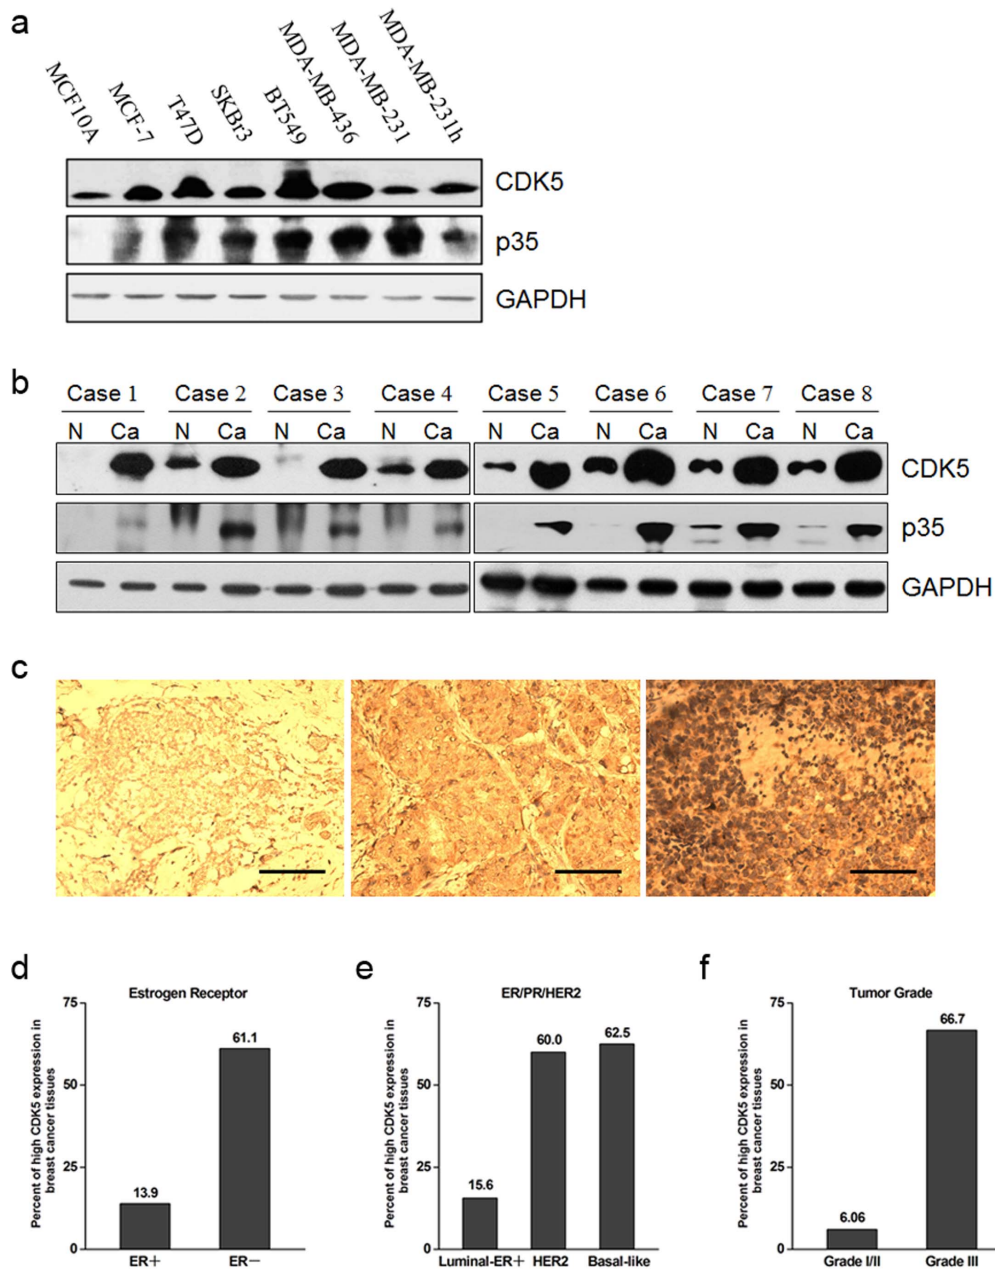 a
MCF10A
MCF-7
T47D
SKBr3
BT549
MDA-MB-436
MDA-MB-231
MDA-MB-231h
CDK5
p35
GAPDH
b
Case 1 Case 2 Case 3 Case 4 Case 5 Case 6 Case 7 Case 8
N Ca N Ca N Ca N Ca N Ca N Ca N Ca N Ca
CDK5
p35
GAPDH
c
d
Estrogen Receptor
Percent of high CDK5 expression in
breast cancer tissues
75
50
25
0
13.9
61.1
ER+
ER−
e
ER/PR/HER2
Percent of high CDK5 expression in
breast cancer tissues
75
50
25
0
15.6
60.0
62.5
Luminal-ER+
HER2
Basal-like
f
Tumor Grade
Percent of high CDK5 expression in
breast cancer tissues
75
50
25
0
6.06
66.7
Grade I/II
Grade III